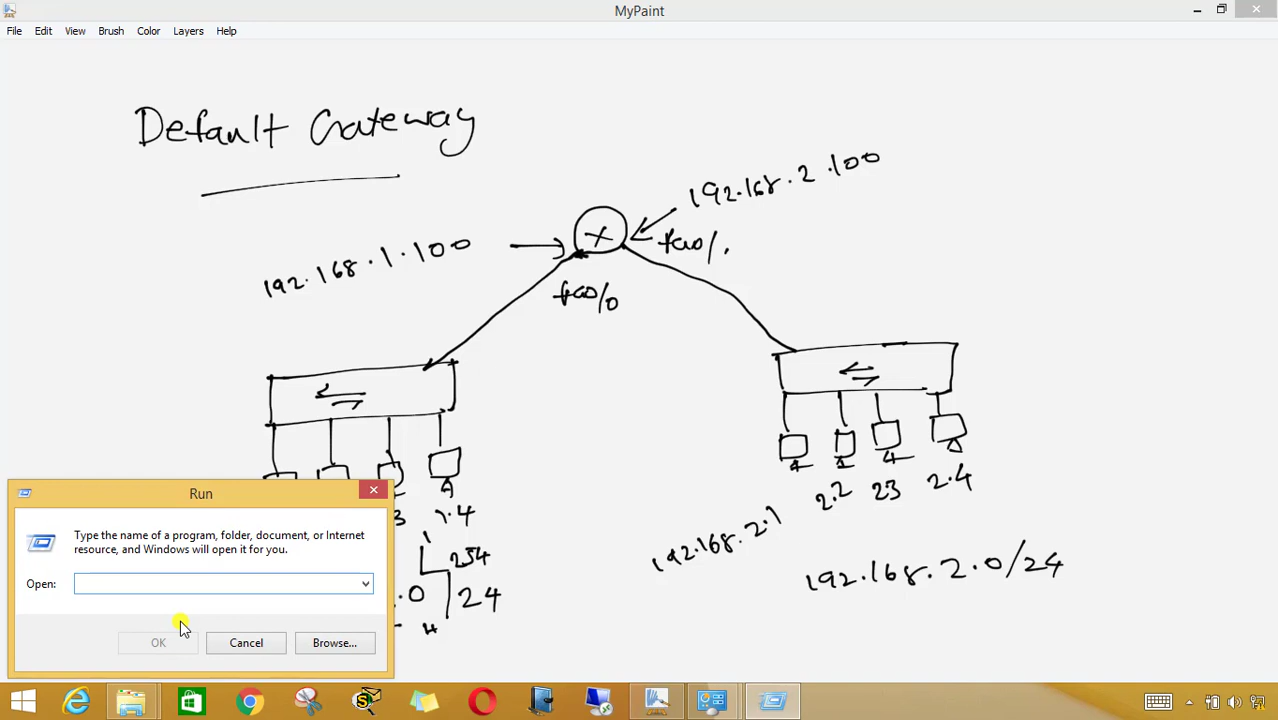 MyPaint
File Edit View Brush Color Layers Help
Default Gateway
192.168.2.100
192.168.1.100
fa0/
fa0/0
1.4
2.2 23 2.4
192.168.2.1
254
192.168.2.0/24
.0 24
Run
Type the name of a program, folder, document, or Internet
resource, and Windows will open it for you.
Open:
OK Cancel Browse...